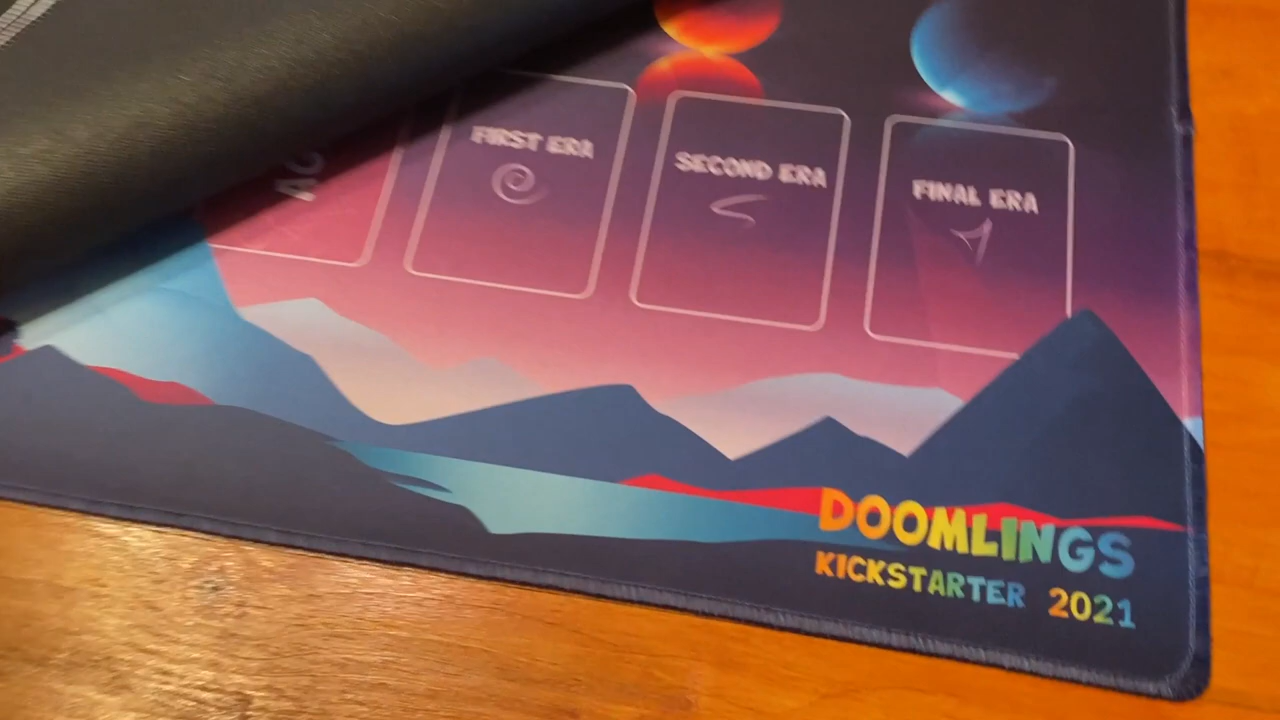 FIRST ERA
SECOND ERA
FINAL ERA
DOOMLINGS
KICKSTARTER 2021